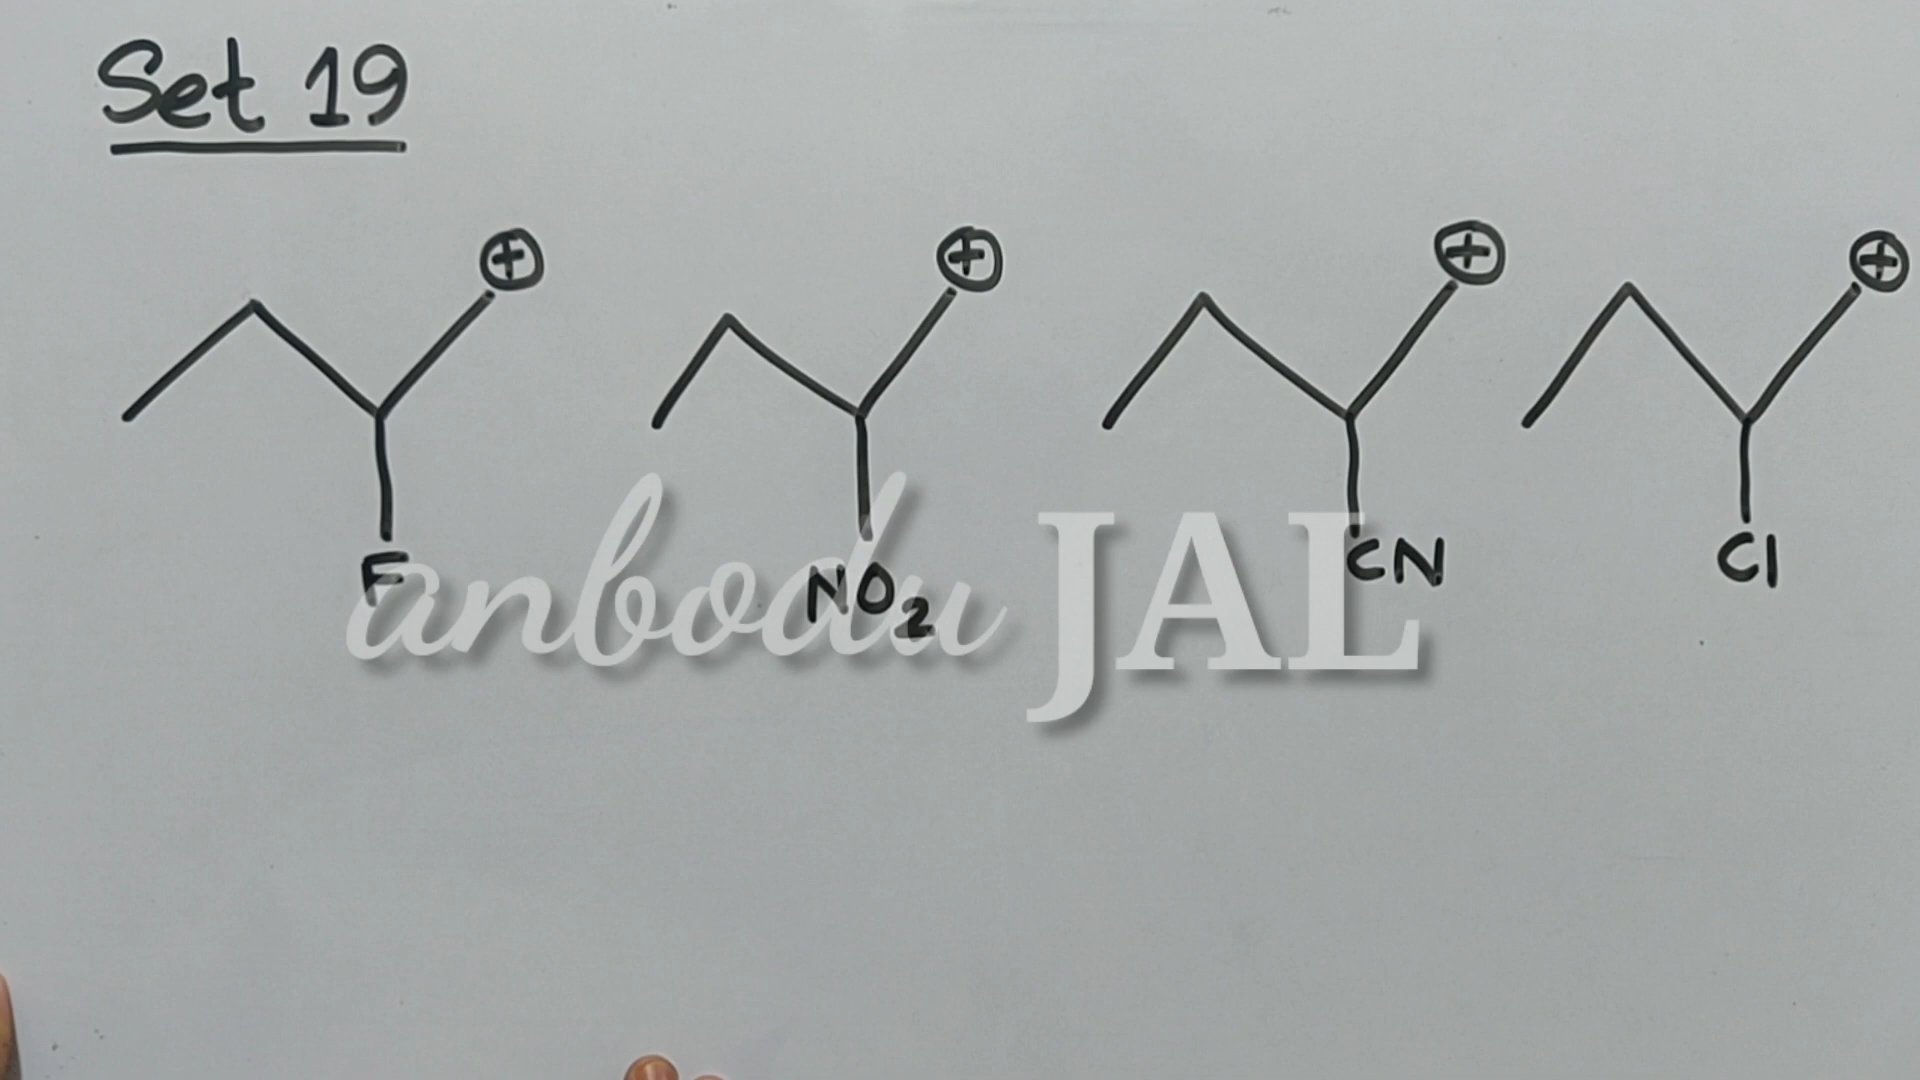 Set 19
⊕ ⊕ ⊕ ⊕
F NO₂ CN Cl
anbodu JAL